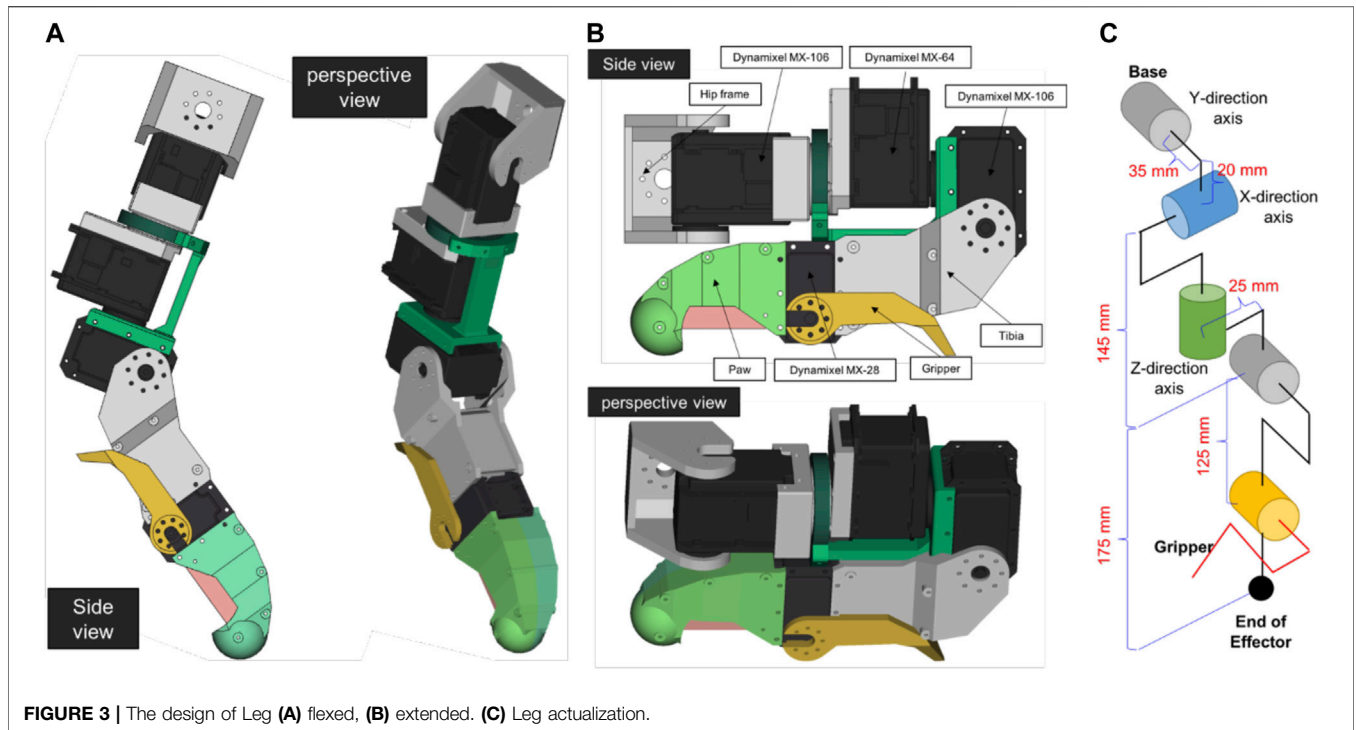 A
perspective
view
Side
view
B
Side view
Dynamixel MX-106
Dynamixel MX-64
Hip frame
Dynamixel MX-106
Tibia
Paw
Dynamixel MX-28
Gripper
perspective view
C
Base
Y-direction
axis
35 mm
20 mm
X-direction
axis
25 mm
145 mm
Z-direction
axis
125 mm
175 mm
Gripper
End of
Effector
FIGURE 3 | The design of Leg (A) flexed, (B) extended. (C) Leg actualization.